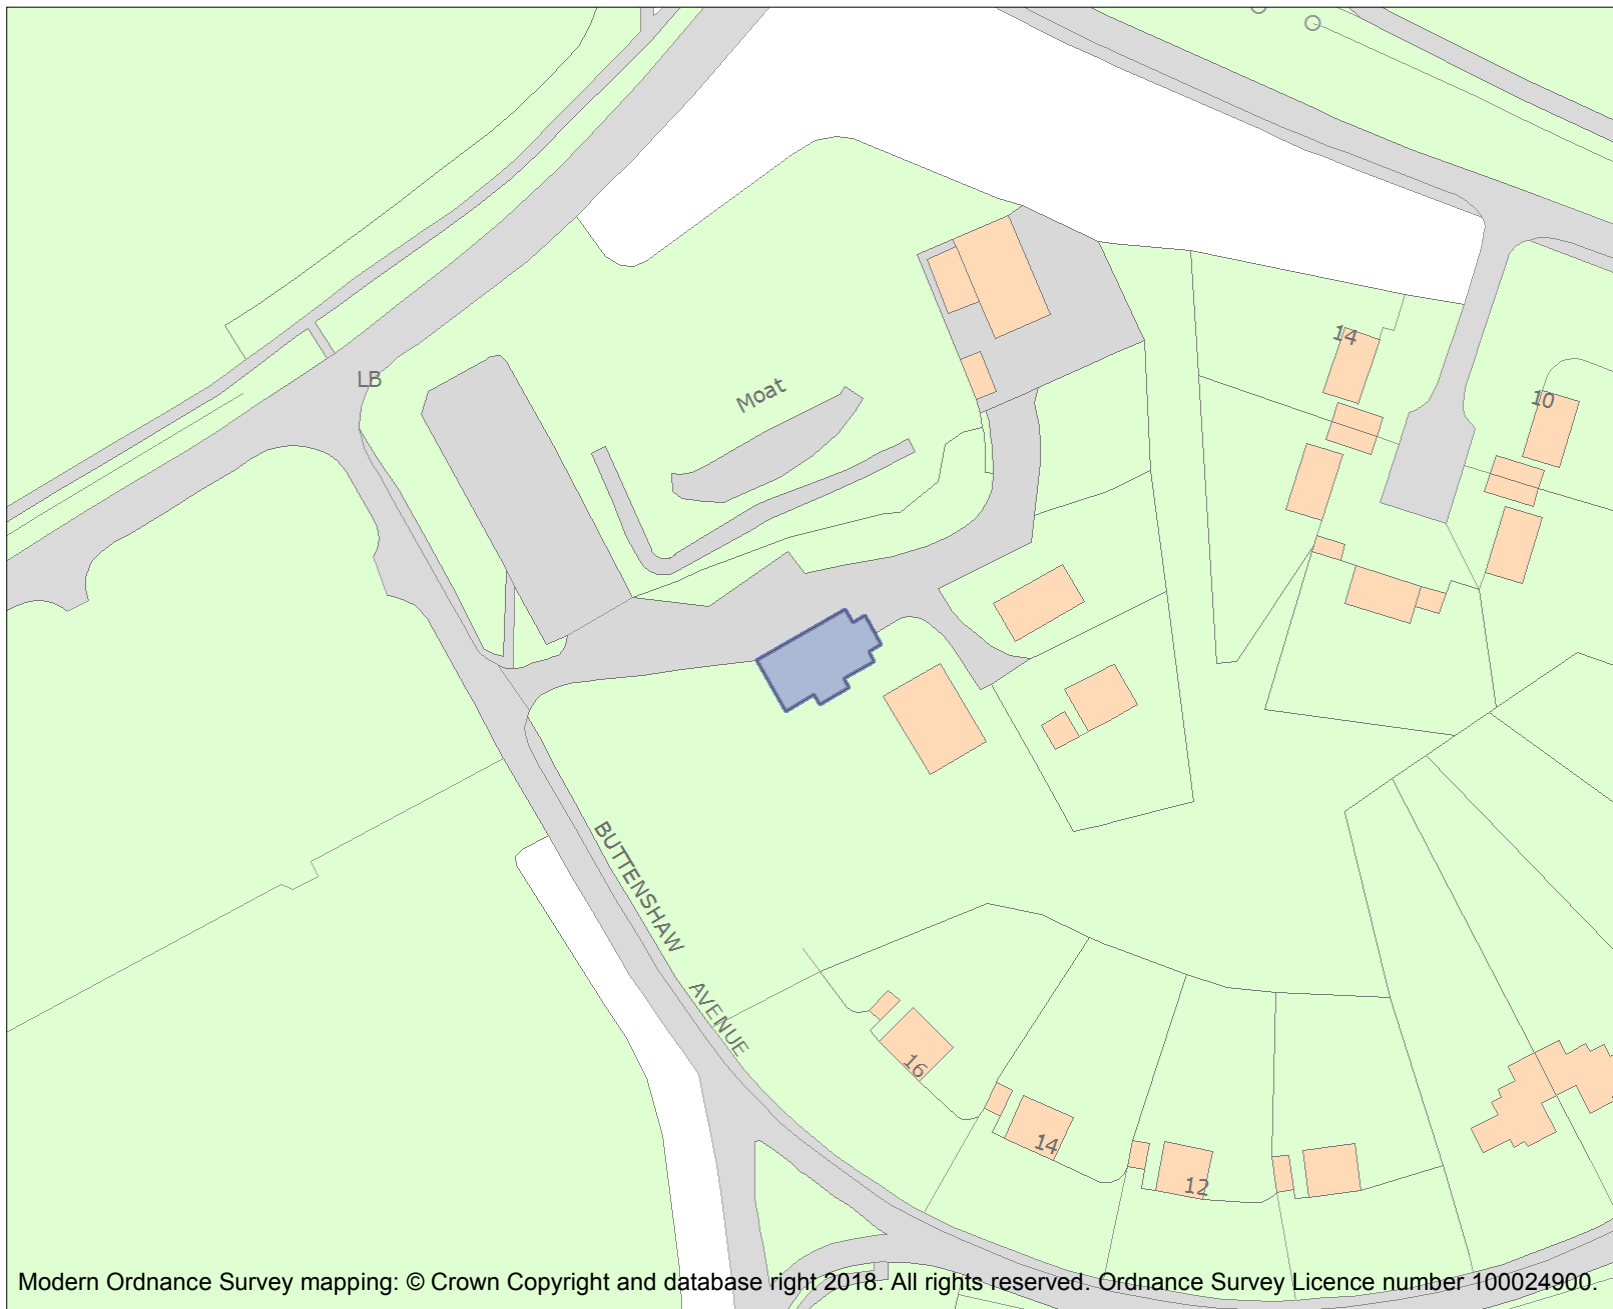 14
10
LB
Moat
BUTTENSHAW
AVENUE
16
14
12
Modern Ordnance Survey mapping: © Crown Copyright and database right 2018. All rights reserved. Ordnance Survey Licence number 100024900.